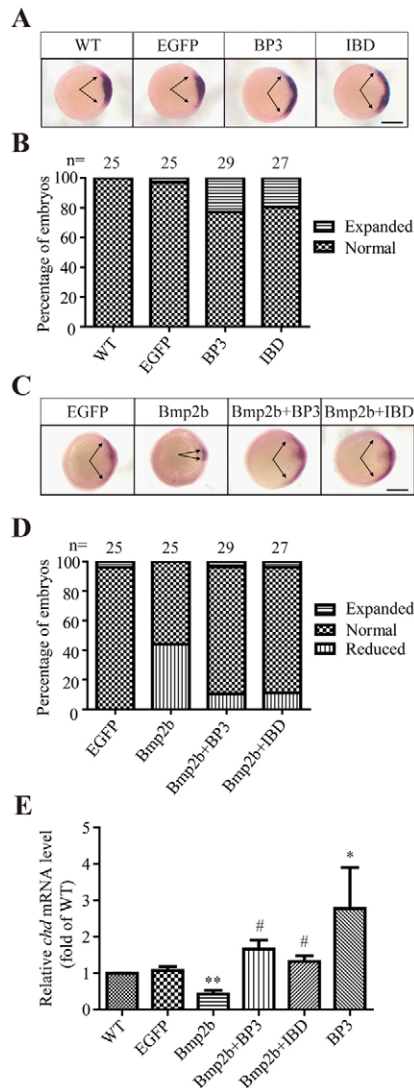 A
WT EGFP BP3 IBD
B
n= 25 25 29 27
Percentage of embryos
100
80
60
40
20
0
Expanded
Normal
WT EGFP BP3 IBD
C
EGFP Bmp2b Bmp2b+BP3 Bmp2b+IBD
D
n= 25 25 29 27
Percentage of embryos
100
80
60
40
20
0
Expanded
Normal
Reduced
EGFP Bmp2b Bmp2b+BP3 Bmp2b+IBD
E
Relative chd mRNA level
(fold of WT)
5
4
3
2
1
0
** # # *
WT EGFP Bmp2b Bmp2b+BP3 Bmp2b+IBD BP3